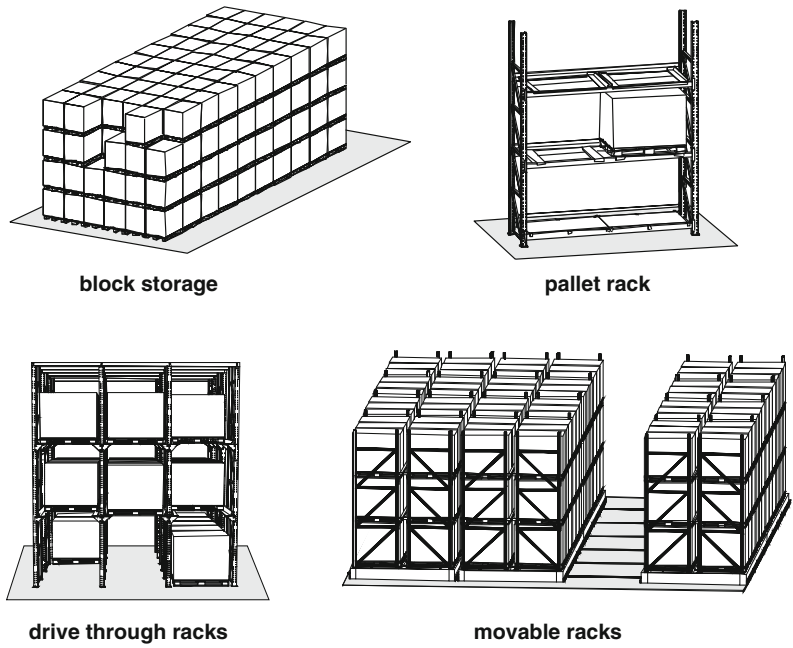 block storage
pallet rack
drive through racks
movable racks